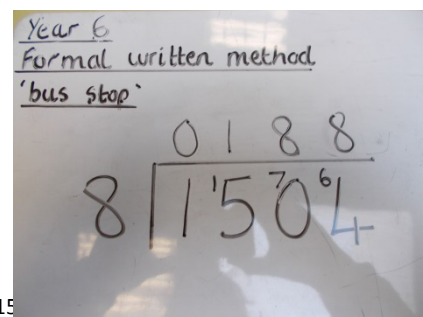 Year 6
Formal written method
'bus stop'
0 1 8 8
8 1 ¹5 ⁷0 ⁶4
15